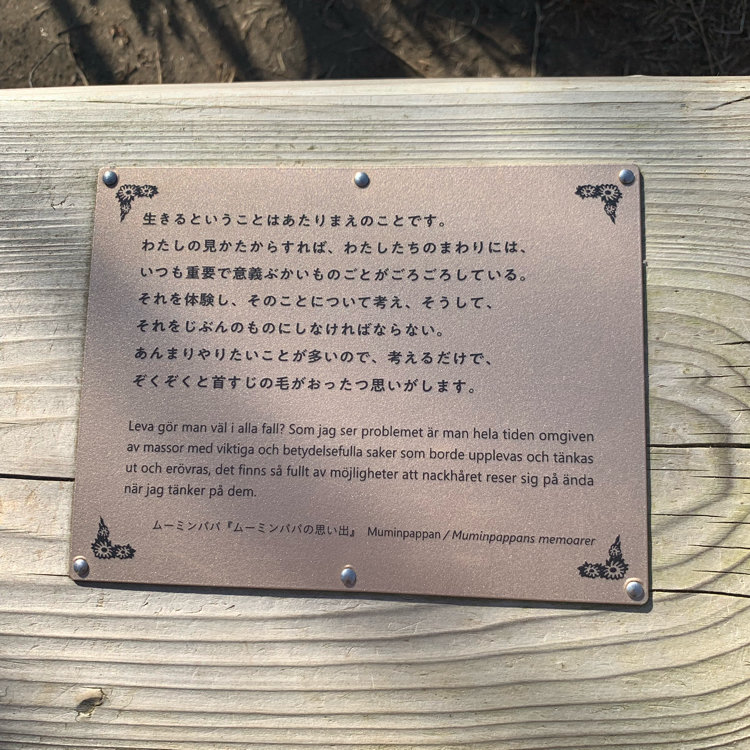 生きるということはあたりまえのことです。
わたしの見かたからすれば、わたしたちのまわりには、
いつも重要で意義ぶかいものごとがごろごろしている。
それを体験し、そのことについて考え、そうして、
それをじぶんのものにしなければならない。
あんまりやりたいことが多いので、考えるだけで、
ぞくぞくと首すじの毛がおったつ思いがします。
Leva gör man väl i alla fall? Som jag ser problemet är man hela tiden omgiven
av massor med viktiga och betydelsefulla saker som borde upplevas och tänkas
ut och erövras, det finns så fullt av möjligheter att nackhåret reser sig på ända
när jag tänker på dem.
ムーミンパパ『ムーミンパパの思い出』 Muminpappan / Muminpappans memoarer